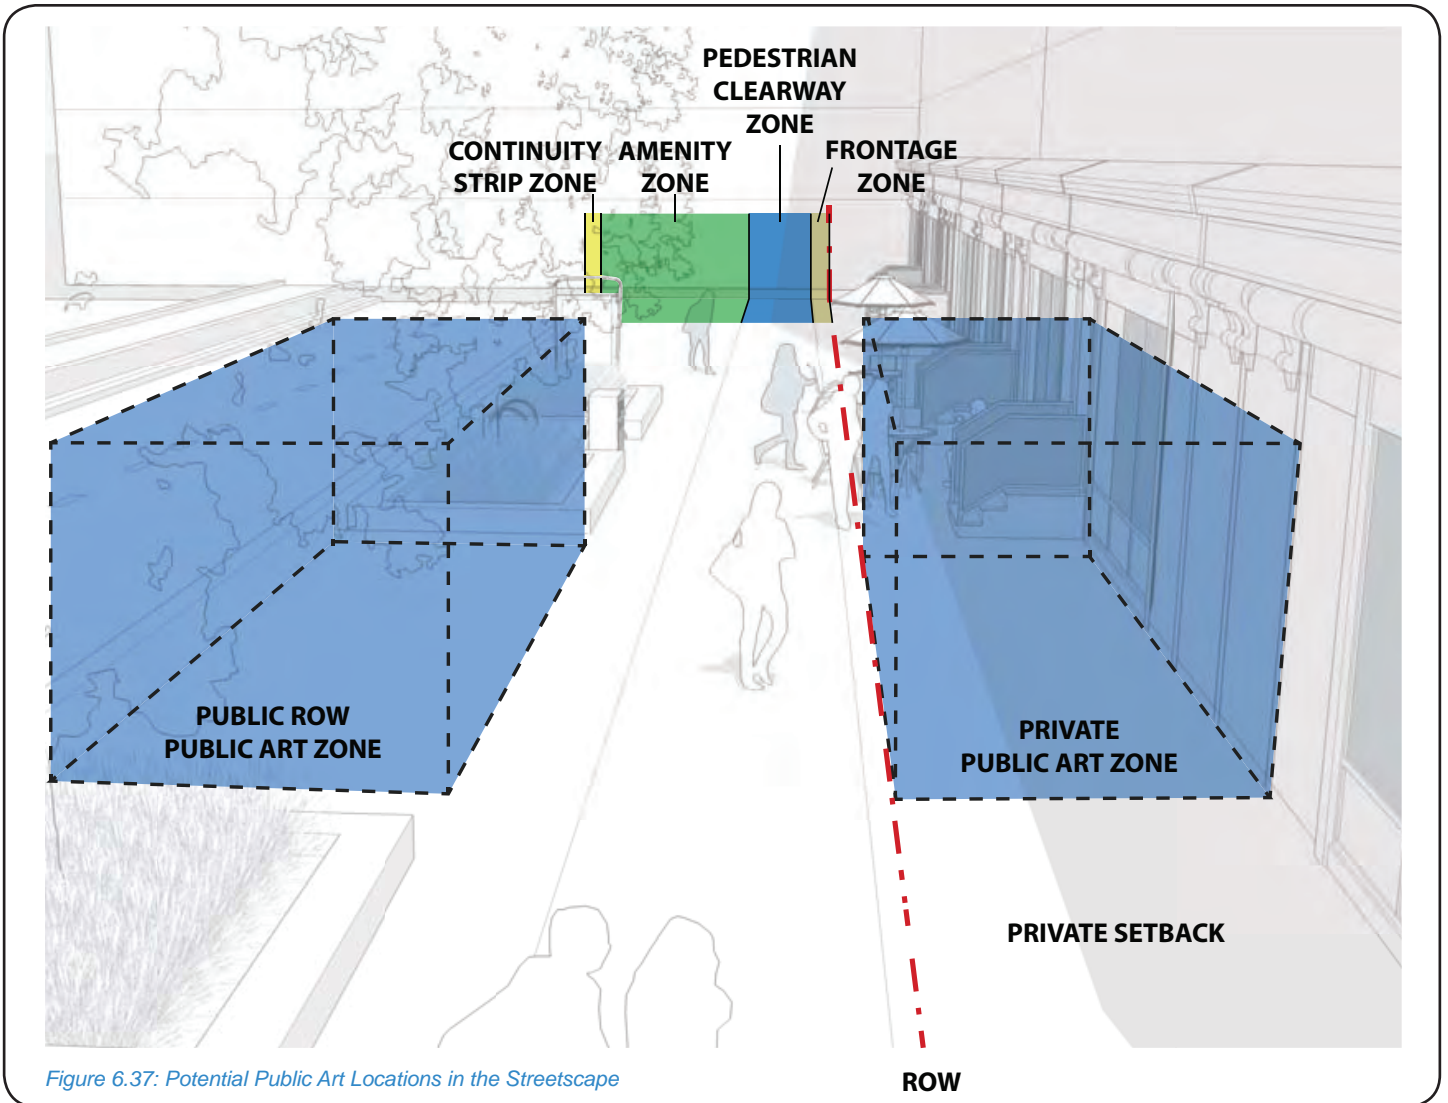 PEDESTRIAN
CLEARWAY
ZONE
CONTINUITY
STRIP ZONE
AMENITY
ZONE
FRONTAGE
ZONE
PUBLIC ROW
PUBLIC ART ZONE
PRIVATE
PUBLIC ART ZONE
PRIVATE SETBACK
Figure 6.37: Potential Public Art Locations in the Streetscape
ROW